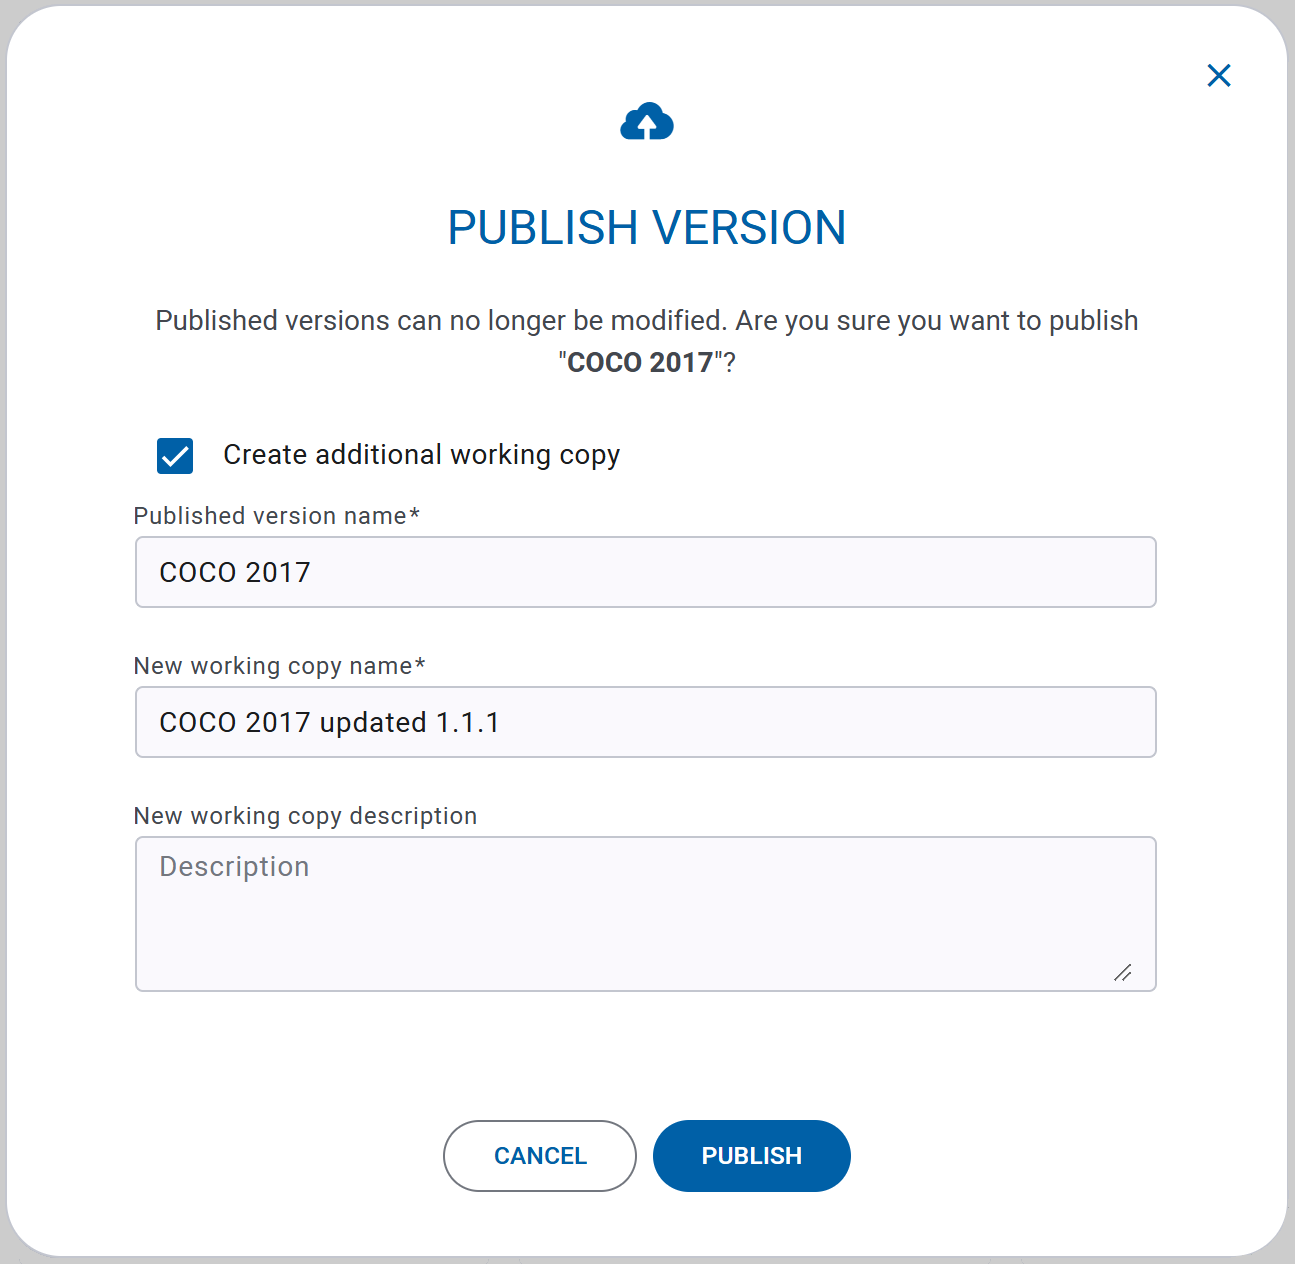 PUBLISH VERSION
Published versions can no longer be modified. Are you sure you want to publish
"COCO 2017"?
Create additional working copy
Published version name*
COCO 2017
New working copy name*
COCO 2017 updated 1.1.1
New working copy description
Description
CANCEL
PUBLISH